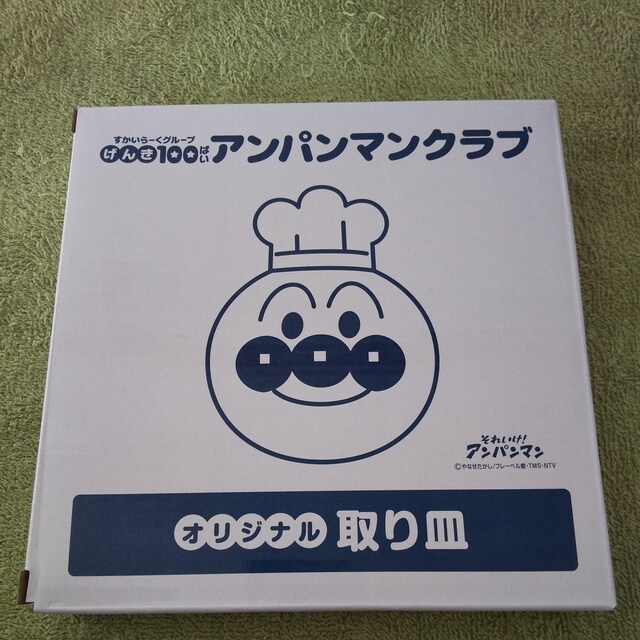 すかいらーくグループ
げんき100ばいアンパンマンクラブ
それいけ!
アンパンマン
©やなせたかし/フレーベル館・TMS・NTV
オリジナル 取り皿